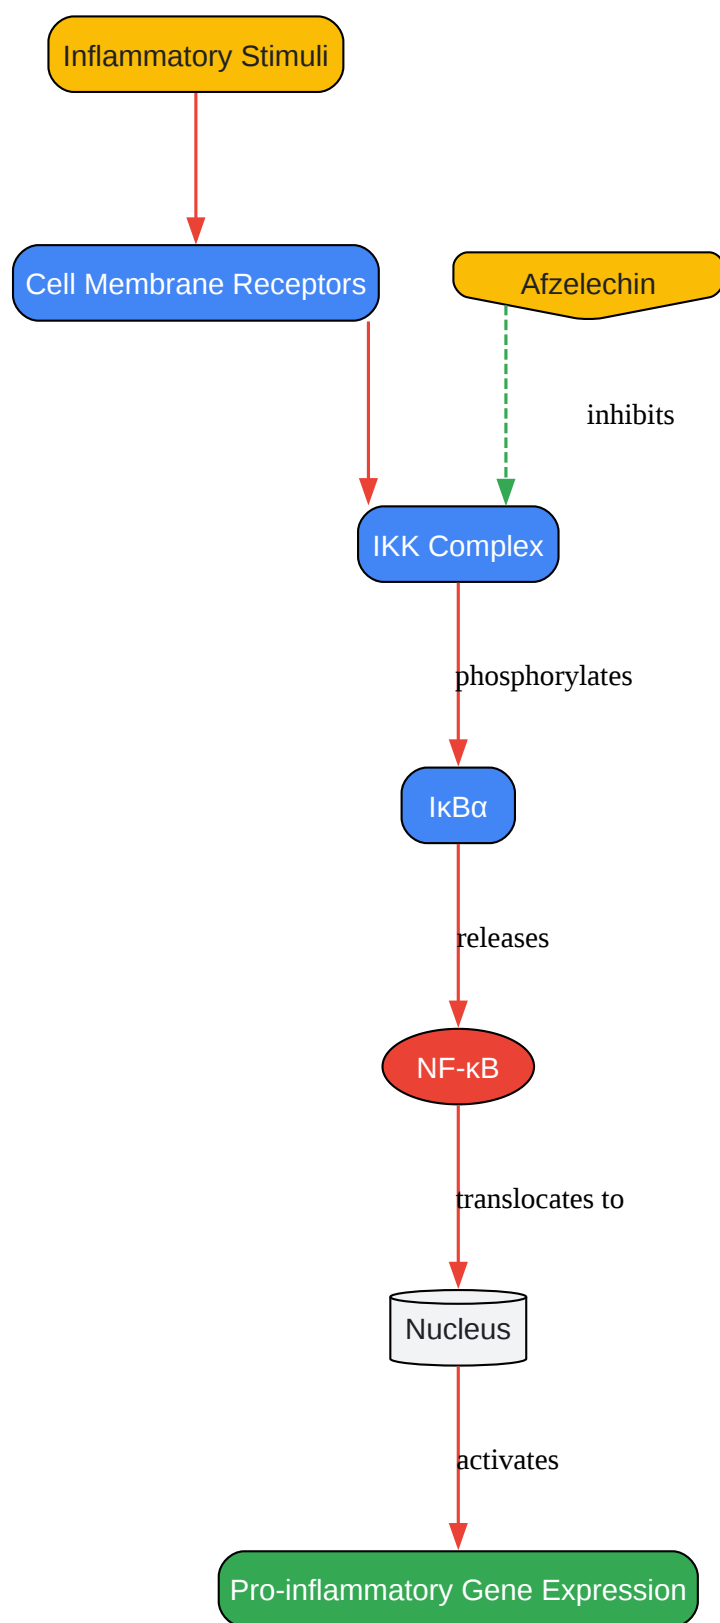 Inflammatory Stimuli
Cell Membrane Receptors
Afzelechin
inhibits
IKK Complex
phosphorylates
IκBα
releases
NF-κB
translocates to
Nucleus
activates
Pro-inflammatory Gene Expression